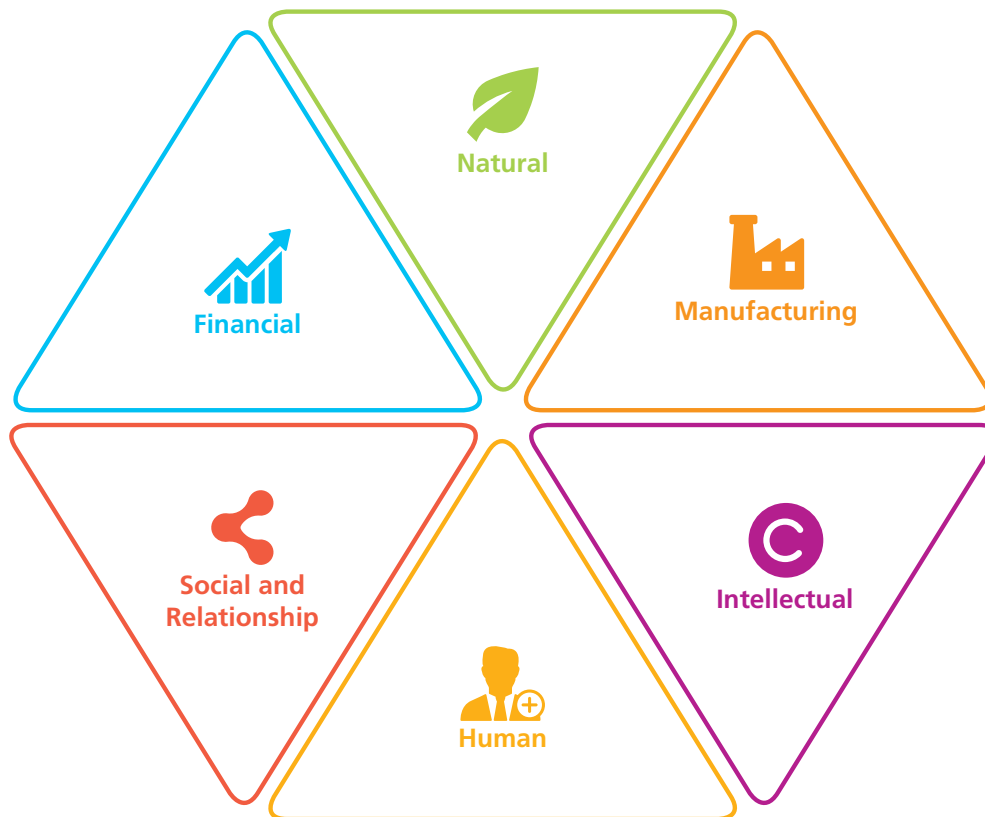 Natural
Manufacturing
Financial
Social and
Relationship
Intellectual
Human